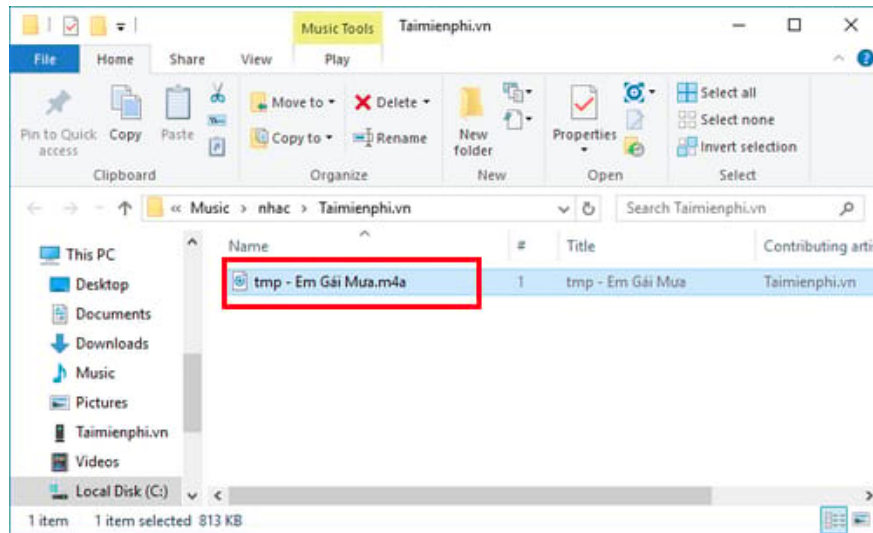 Music Tools Taimienphi.vn
File Home Share View Play
Pin to Quick access
Copy
Paste
Move to
Copy to
Delete
Rename
New folder
Properties
Select all
Select none
Invert selection
Clipboard Organize New Open Select
« Music > nhac > Taimienphi.vn Search Taimienphi.vn
Name # Title Contributing arti
tmp - Em Gái Mưa.m4a 1 tmp - Em Gái Mưa Taimienphi.vn
This PC
Desktop
Documents
Downloads
Music
Pictures
Taimienphi.vn
Videos
Local Disk (C:)
1 item 1 item selected 813 KB